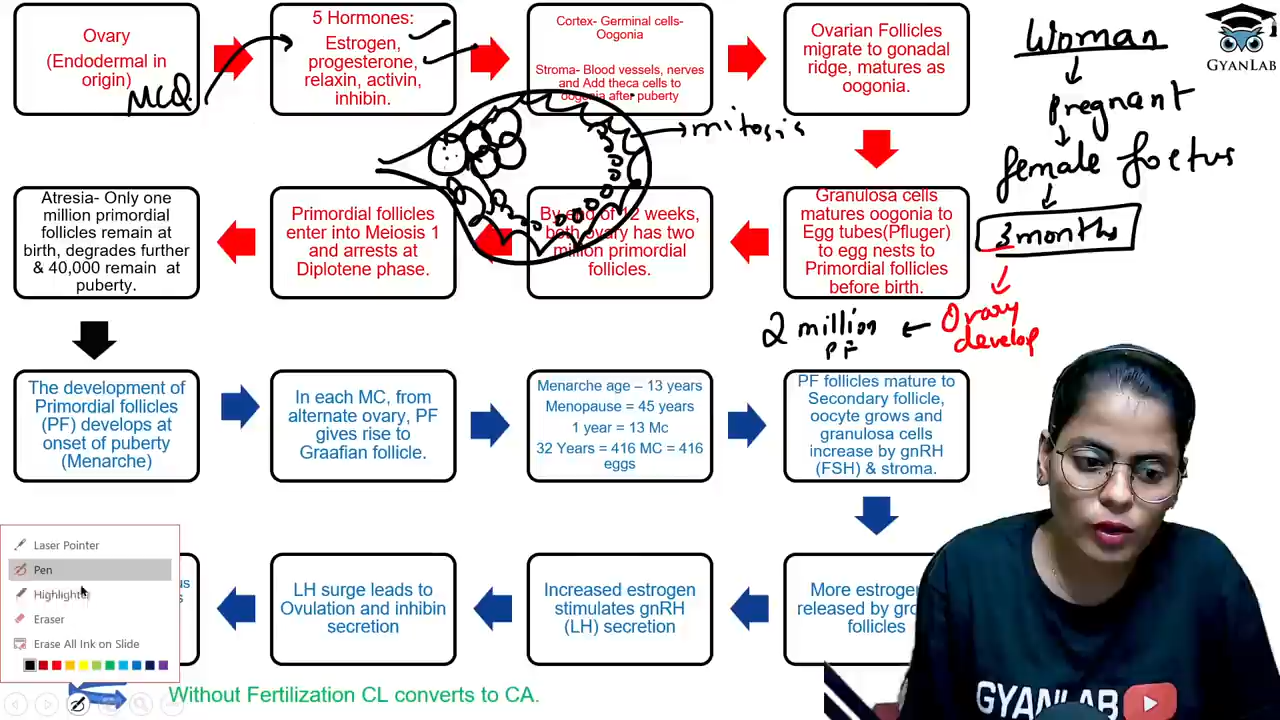 Ovary
(Endodermal in
origin)
MCQ
5 Hormones:
Estrogen,
progesterone,
relaxin, activin,
inhibin.
Cortex- Germinal cells-
Oogonia
Stroma- Blood vessels, nerves
and Add theca cells to
oogonia after puberty
Ovarian Follicles
migrate to gonadal
ridge, matures as
oogonia.
Woman
pregnant
female foetus
3 months
Ovary
develop
2 million
PF
mitosis
GYANLAB
Granulosa cells
matures oogonia to
Egg tubes(Pfluger)
to egg nests to
Primordial follicles
before birth.
By end of 12 weeks,
both ovary has two
million primordial
follicles.
Primordial follicles
enter into Meiosis 1
and arrests at
Diplotene phase.
Atresia- Only one
million primordial
follicles remain at
birth, degrades further
& 40,000 remain at
puberty.
The development of
Primordial follicles
(PF) develops at
onset of puberty
(Menarche)
In each MC, from
alternate ovary, PF
gives rise to
Graafian follicle.
Menarche age – 13 years
Menopause = 45 years
1 year = 13 Mc
32 Years = 416 MC = 416
eggs
PF follicles mature to
Secondary follicle,
oocyte grows and
granulosa cells
increase by gnRH
(FSH) & stroma.
More estrogen
released by
follicles
Increased estrogen
stimulates gnRH
(LH) secretion
LH surge leads to
Ovulation and inhibin
secretion
Laser Pointer
Pen
Highlighter
Eraser
Erase All Ink on Slide
Without Fertilization CL converts to CA.
GYANLAB